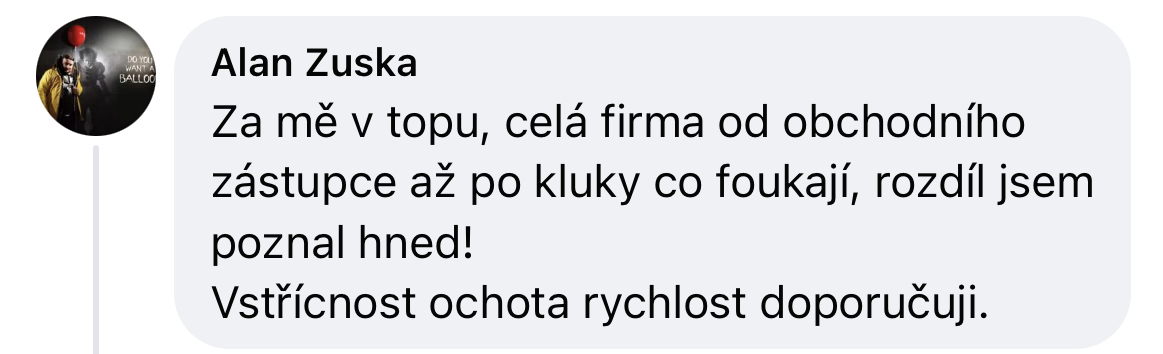 DO YOU
WANT A
BALLOO
Alan Zuska
Za mě v topu, celá firma od obchodního
zástupce až po kluky co foukají, rozdíl jsem
poznal hned!
Vstřícnost ochota rychlost doporučuji.